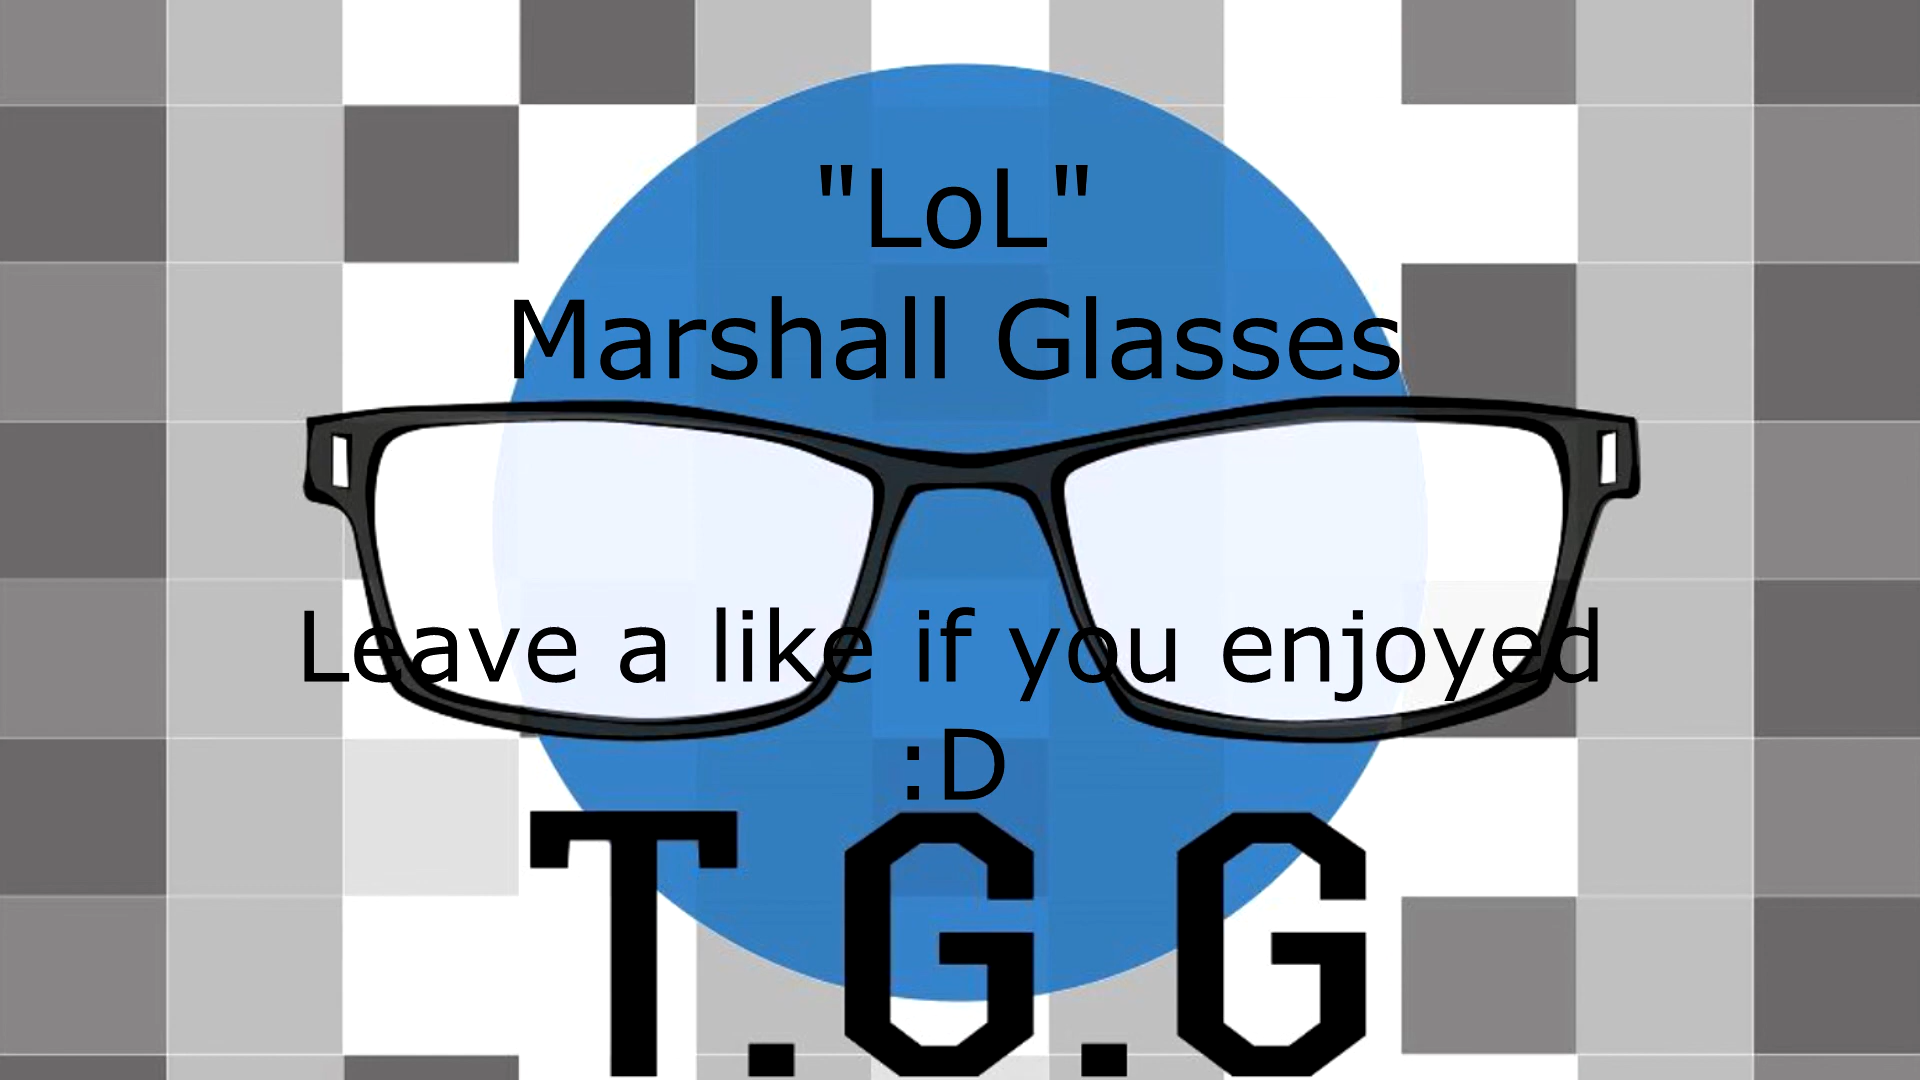 "LoL"
Marshall Glasses
Leave a like if you enjoyed
:D
T.G.G